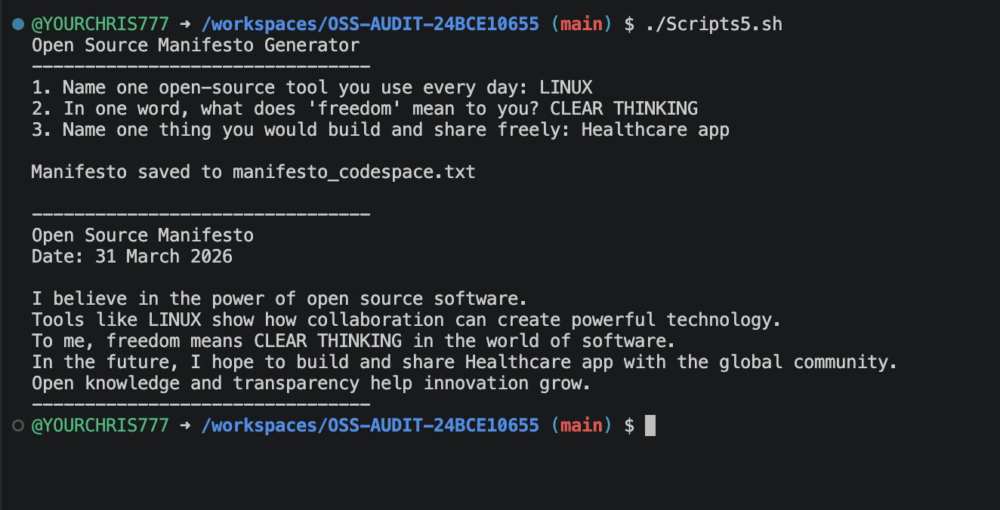 @YOURCHRIS777 → /workspaces/OSS-AUDIT-24BCE10655 (main) $ ./Scripts5.sh
Open Source Manifesto Generator
--------------------------------
1. Name one open-source tool you use every day: LINUX
2. In one word, what does 'freedom' mean to you? CLEAR THINKING
3. Name one thing you would build and share freely: Healthcare app
Manifesto saved to manifesto_codespace.txt
--------------------------------
Open Source Manifesto
Date: 31 March 2026
I believe in the power of open source software.
Tools like LINUX show how collaboration can create powerful technology.
To me, freedom means CLEAR THINKING in the world of software.
In the future, I hope to build and share Healthcare app with the global community.
Open knowledge and transparency help innovation grow.
--------------------------------
@YOURCHRIS777 → /workspaces/OSS-AUDIT-24BCE10655 (main) $